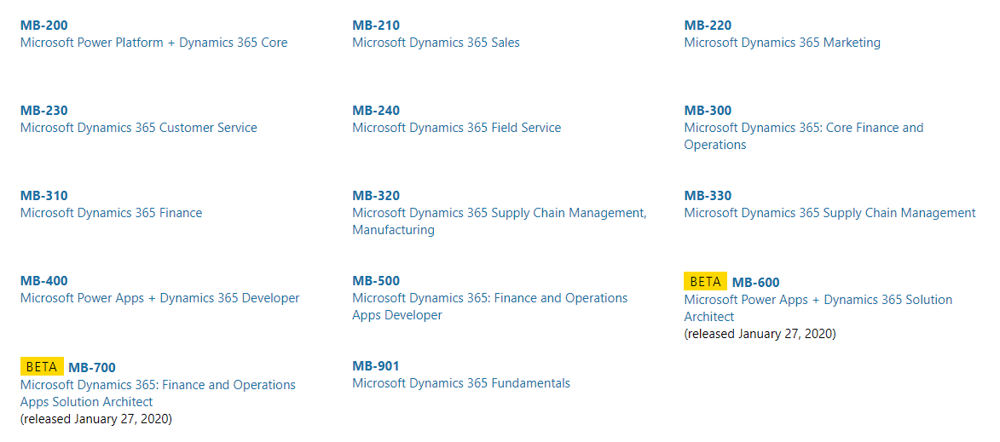 MB-200
Microsoft Power Platform + Dynamics 365 Core
MB-210
Microsoft Dynamics 365 Sales
MB-220
Microsoft Dynamics 365 Marketing
MB-230
Microsoft Dynamics 365 Customer Service
MB-240
Microsoft Dynamics 365 Field Service
MB-300
Microsoft Dynamics 365: Core Finance and
Operations
MB-310
Microsoft Dynamics 365 Finance
MB-320
Microsoft Dynamics 365 Supply Chain Management,
Manufacturing
MB-330
Microsoft Dynamics 365 Supply Chain Management
MB-400
Microsoft Power Apps + Dynamics 365 Developer
MB-500
Microsoft Dynamics 365: Finance and Operations
Apps Developer
BETA MB-600
Microsoft Power Apps + Dynamics 365 Solution
Architect
(released January 27, 2020)
BETA MB-700
Microsoft Dynamics 365: Finance and Operations
Apps Solution Architect
(released January 27, 2020)
MB-901
Microsoft Dynamics 365 Fundamentals